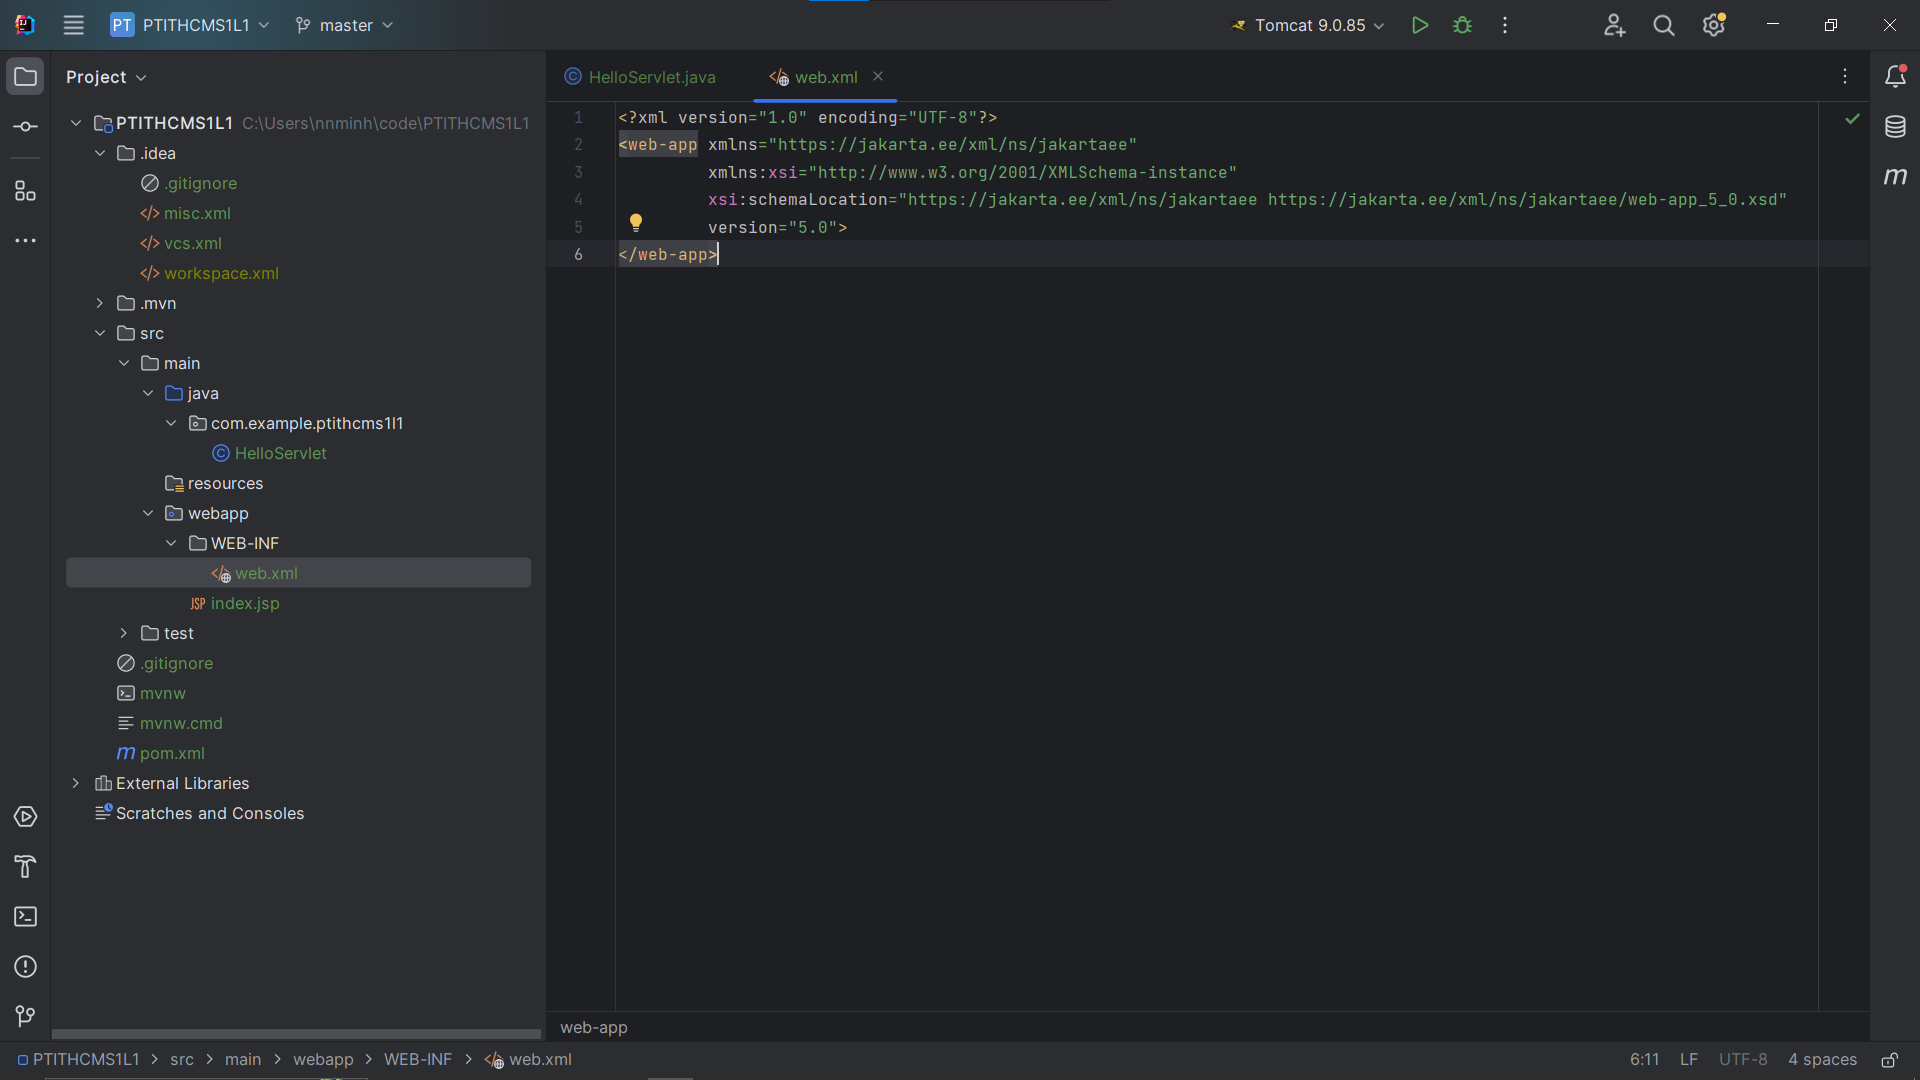 PT PTITHCMS1L1 master Tomcat 9.0.85
Project
PTITHCMS1L1 C:\Users\nnminh\code\PTITHCMS1L1
.idea
.gitignore
misc.xml
vcs.xml
workspace.xml
.mvn
src
main
java
com.example.ptithcms1l1
HelloServlet
resources
webapp
WEB-INF
web.xml
JSP index.jsp
test
.gitignore
mvnw
mvnw.cmd
m pom.xml
External Libraries
Scratches and Consoles
HelloServlet.java web.xml
1 <?xml version="1.0" encoding="UTF-8"?>
2 <web-app xmlns="https://jakarta.ee/xml/ns/jakartaee"
3 xmlns:xsi="http://www.w3.org/2001/XMLSchema-instance"
4 xsi:schemaLocation="https://jakarta.ee/xml/ns/jakartaee https://jakarta.ee/xml/ns/jakartaee/web-app_5_0.xsd"
5 version="5.0">
6 </web-app>
m
web-app
PTITHCMS1L1 > src > main > webapp > WEB-INF > web.xml
6:11 LF UTF-8 4 spaces